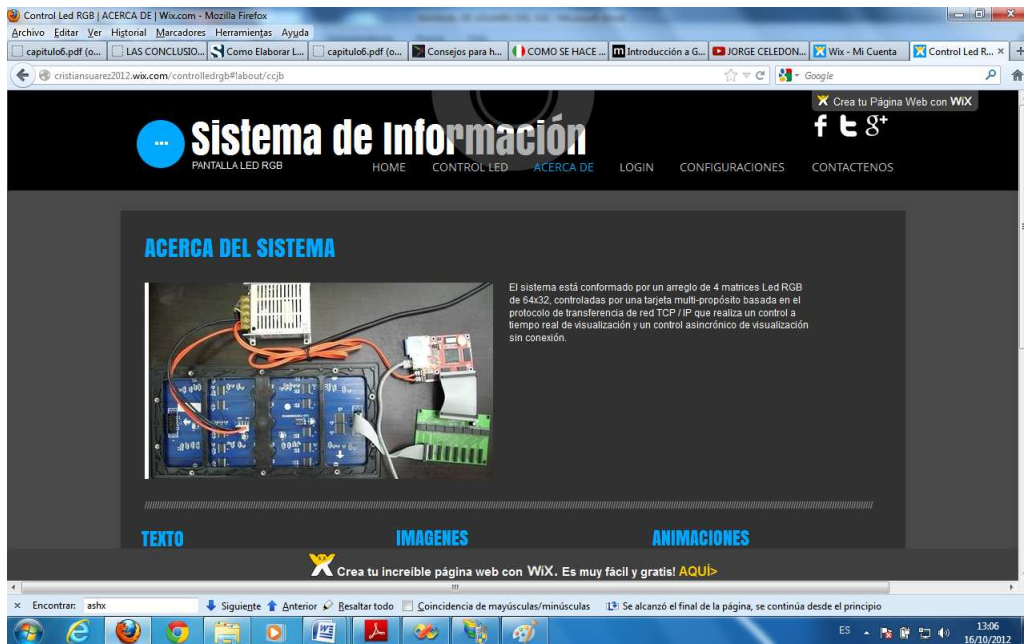 Control Led RGB | ACERCA DE | Wix.com - Mozilla Firefox
Archivo Editar Ver Historial Marcadores Herramientas Ayuda
capitulo6.pdf (o... LAS CONCLUSIO... Como Elaborar L... capitulo6.pdf (o... Consejos para h... COMO SE HACE ... Introducción a G... JORGE CELEDON... Wix - Mi Cuenta Control Led R...
cristiansuarez2012.wix.com/controlledrgb#!about/ccjb Google
Crea tu Página Web con WiX
Sistema de Información
PANTALLA LED RGB
HOME CONTROL LED ACERCA DE LOGIN CONFIGURACIONES CONTACTENOS
ACERCA DEL SISTEMA
El sistema está conformado por un arreglo de 4 matrices Led RGB
de 64x32, controladas por una tarjeta multi-propósito basada en el
protocolo de transferencia de red TCP / IP que realiza un control a
tiempo real de visualización y un control asincrónico de visualización
sin conexión.
TEXTO IMAGENES ANIMACIONES
Crea tu increíble página web con WiX. Es muy fácil y gratis! AQUÍ>
Encontrar: ashx Siguiente Anterior Resaltar todo Coincidencia de mayúsculas/minúsculas Se alcanzó el final de la página, se continúa desde el principio
ES 13:06
16/10/2012